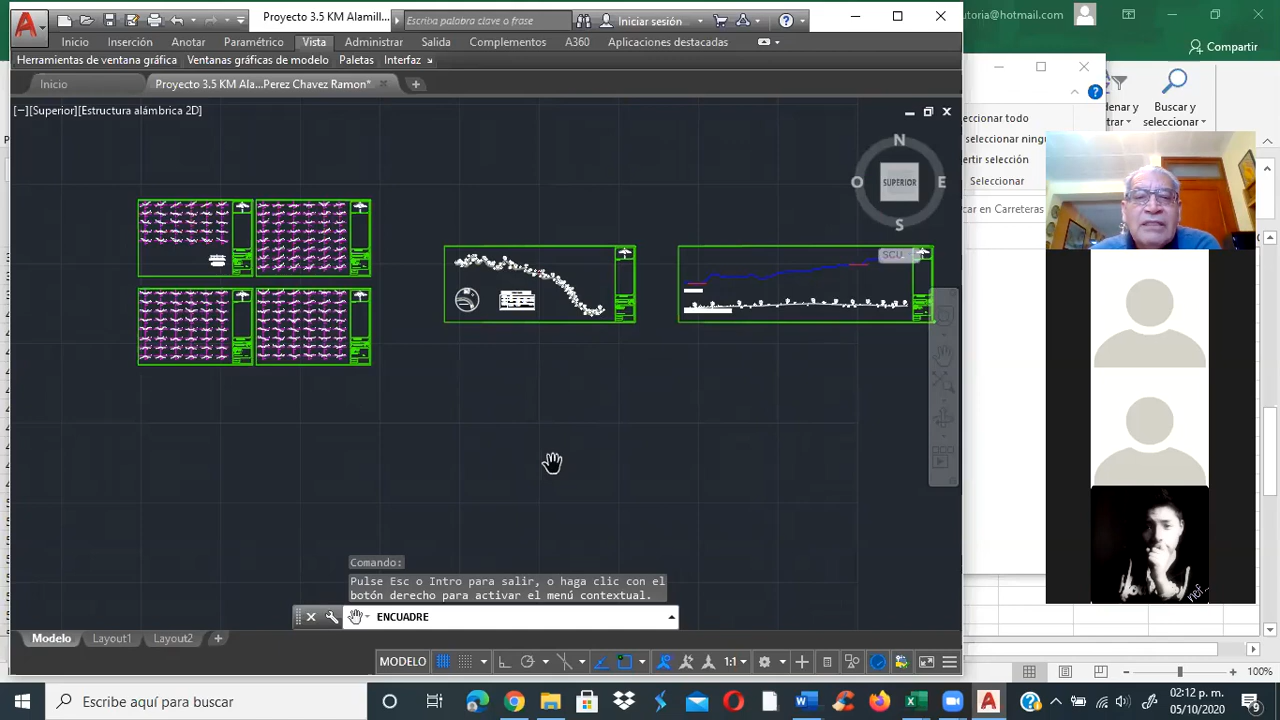 Proyecto 3.5 KM Alamill...
Escriba palabra clave o frase
Iniciar sesión
utoria@hotmail.com
Inicio
Inserción
Anotar
Paramétrico
Vista
Administrar
Salida
Complementos
A360
Aplicaciones destacadas
Compartir
Herramientas de ventana gráfica
Ventanas gráficas de modelo
Paletas
Interfaz
Inicio
Proyecto 3.5 KM Ala...Perez Chavez Ramon*
[−][Superior][Estructura alámbrica 2D]
denar y
trar
Buscar y
seleccionar
eccionar todo
seleccionar ningu
ertir selección
Seleccionar
car en Carreteras
N
O
SUPERIOR
E
S
SCU
Comando:
Pulse Esc o Intro para salir, o haga clic con el
botón derecho para activar el menú contextual.
ENCUADRE
Modelo
Layout1
Layout2
MODELO
1:1
100%
Escribe aquí para buscar
02:12 p. m.
05/10/2020
9